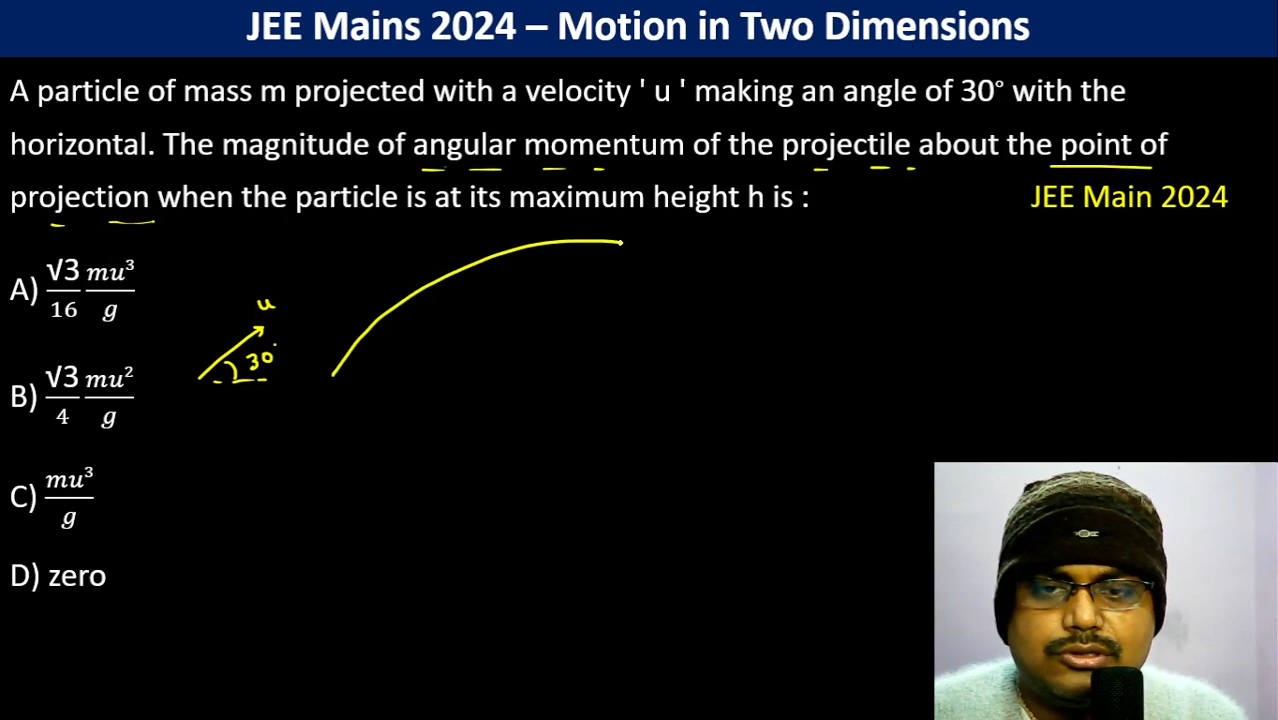 JEE Mains 2024 – Motion in Two Dimensions
A particle of mass m projected with a velocity ' u ' making an angle of 30° with the
horizontal. The magnitude of angular momentum of the projectile about the point of
projection when the particle is at its maximum height h is :
JEE Main 2024
A) √3/16 mu³/g
u
30°
B) √3/4 mu²/g
C) mu³/g
D) zero